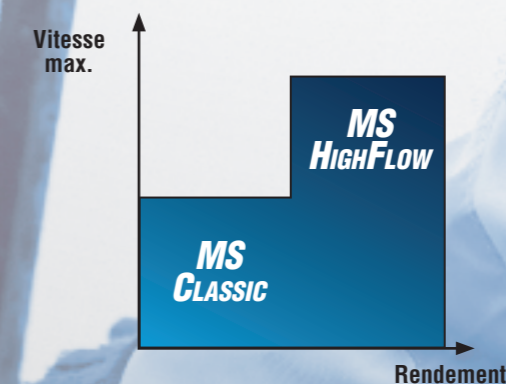 Vitesse
max.
MS
HIGHFLOW
MS
CLASSIC
Rendement